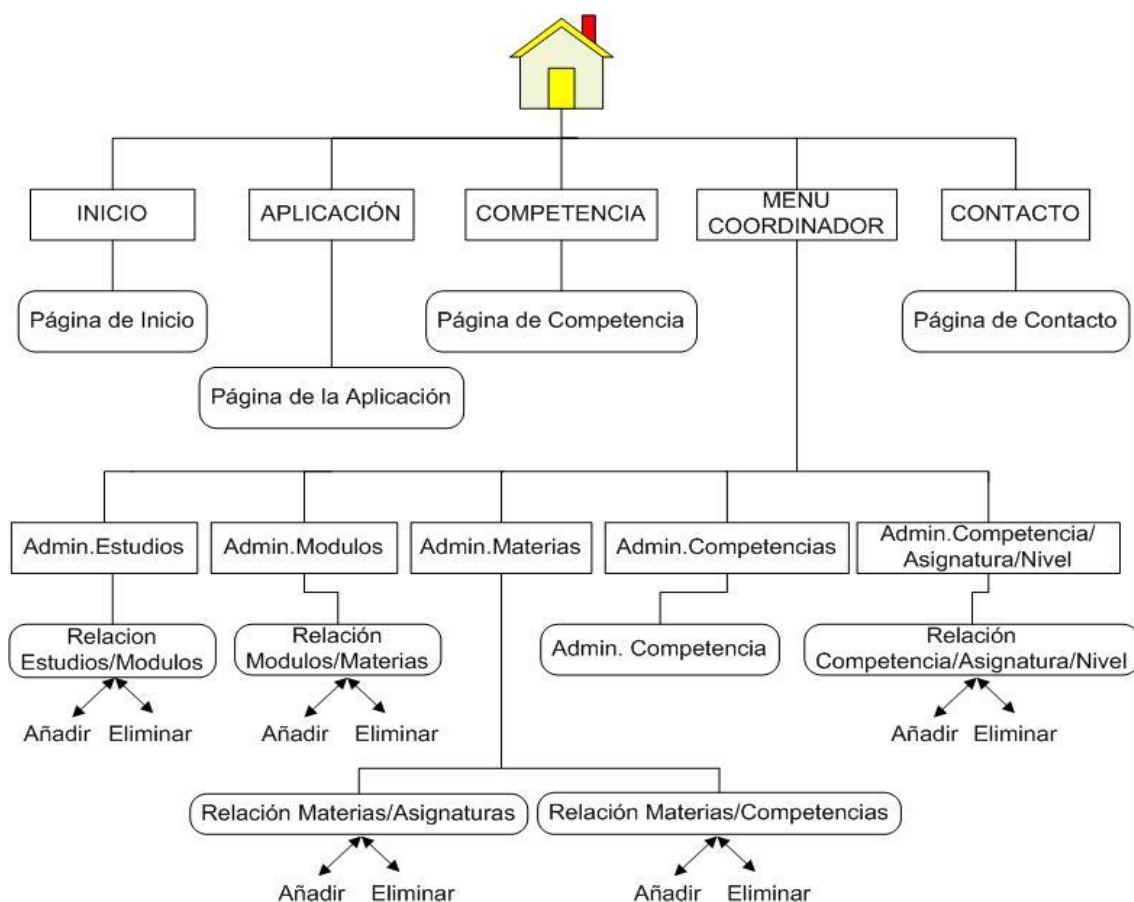 INICIO
APLICACIÓN
COMPETENCIA
MENU
COORDINADOR
CONTACTO
Página de Inicio
Página de Competencia
Página de Contacto
Página de la Aplicación
Admin.Estudios
Admin.Modulos
Admin.Materias
Admin.Competencias
Admin.Competencia/
Asignatura/Nivel
Relacion
Estudios/Modulos
Relación
Modulos/Materias
Admin. Competencia
Relación
Competencia/Asignatura/Nivel
Añadir Eliminar
Añadir Eliminar
Añadir Eliminar
Relación Materias/Asignaturas
Relación Materias/Competencias
Añadir Eliminar
Añadir Eliminar